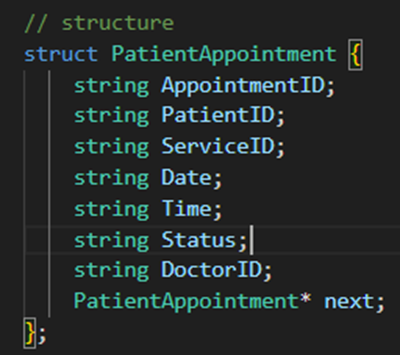 // structure
struct PatientAppointment {
string AppointmentID;
string PatientID;
string ServiceID;
string Date;
string Time;
string Status;
string DoctorID;
PatientAppointment* next;
};